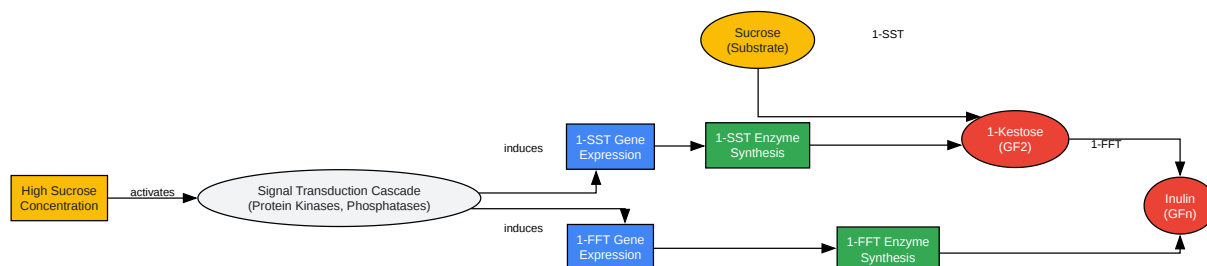 Sucrose
(Substrate)
1-SST
induces
1-SST Gene
Expression
1-SST Enzyme
Synthesis
1-Kestose
(GF2)
1-FFT
High Sucrose
Concentration
activates
Signal Transduction Cascade
(Protein Kinases, Phosphatases)
Inulin
(GFn)
induces
1-FFT Gene
Expression
1-FFT Enzyme
Synthesis